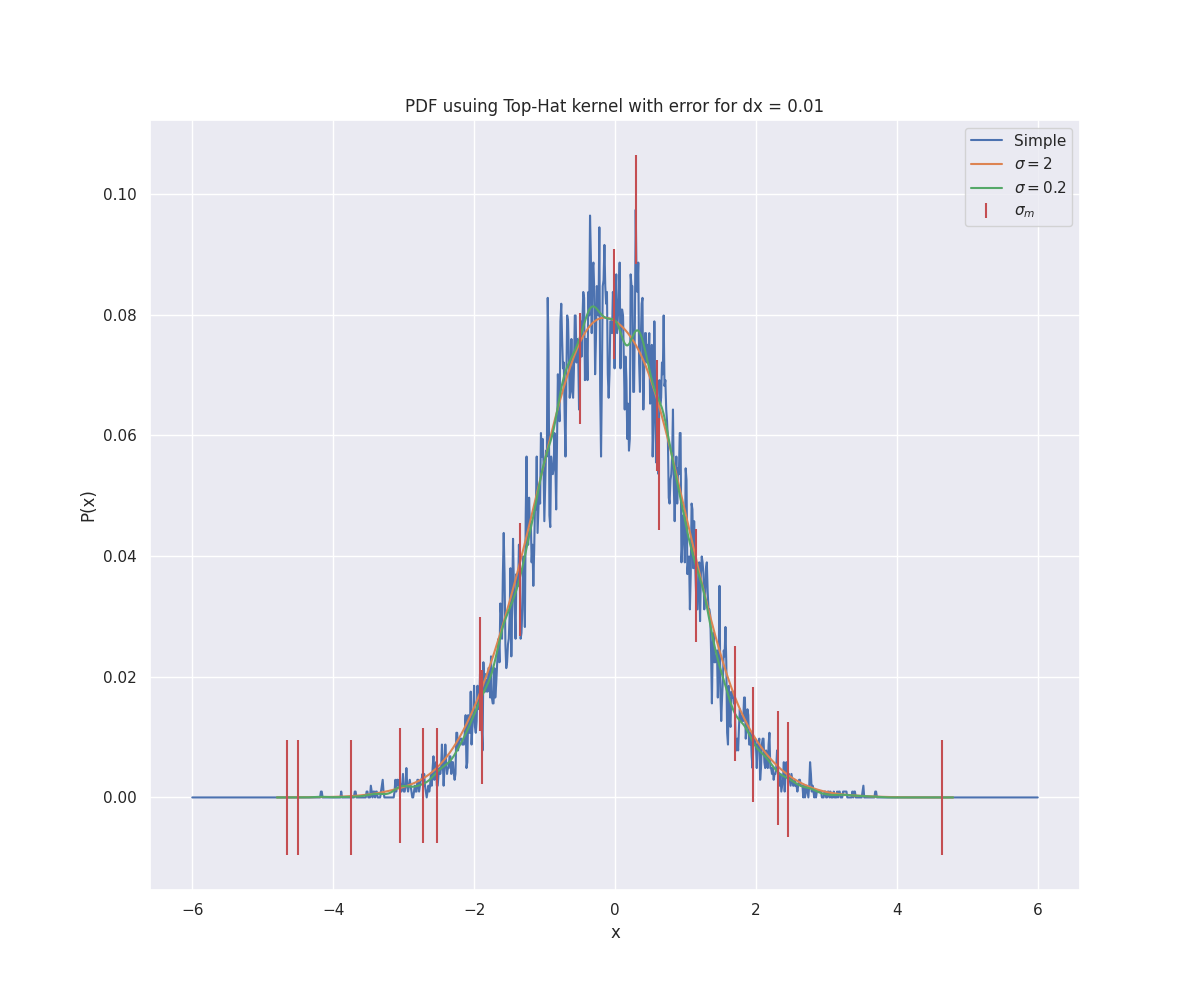 PDF usuing Top-Hat kernel with error for dx = 0.01
Simple
σ = 2
σ = 0.2
σₘ
P(x)
0.10
0.08
0.06
0.04
0.02
0.00
−6 −4 −2 0 2 4 6
x